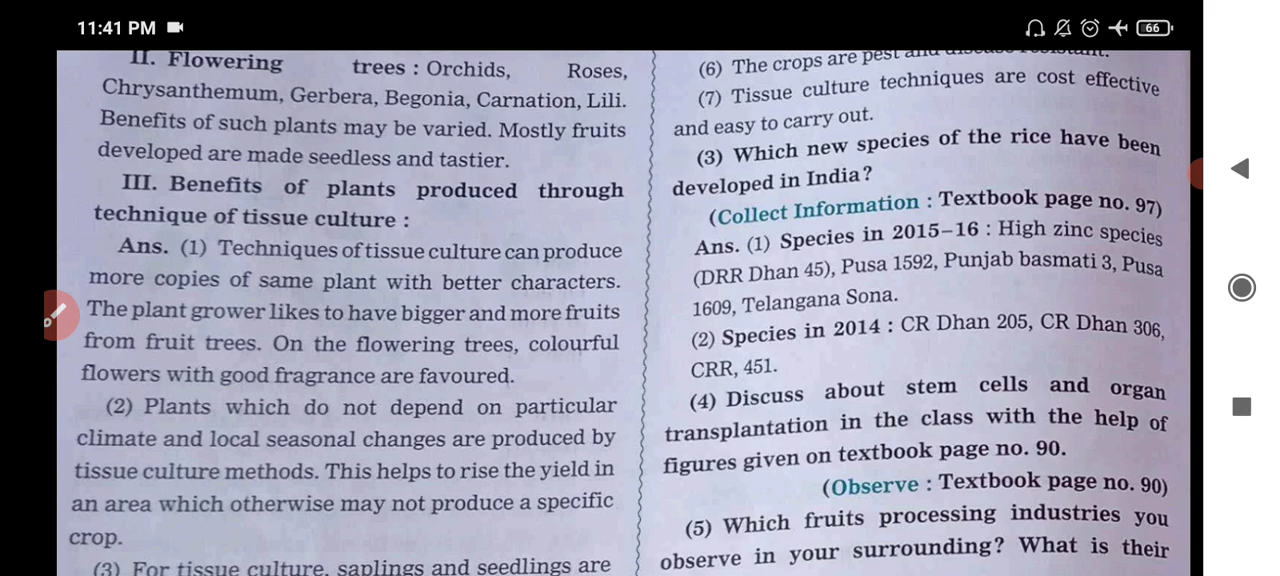 11:41 PM
66
II. Flowering trees : Orchids, Roses,
Chrysanthemum, Gerbera, Begonia, Carnation, Lili.
Benefits of such plants may be varied. Mostly fruits
developed are made seedless and tastier.
III. Benefits of plants produced through
technique of tissue culture :
Ans. (1) Techniques of tissue culture can produce
more copies of same plant with better characters.
The plant grower likes to have bigger and more fruits
from fruit trees. On the flowering trees, colourful
flowers with good fragrance are favoured.
(2) Plants which do not depend on particular
climate and local seasonal changes are produced by
tissue culture methods. This helps to rise the yield in
an area which otherwise may not produce a specific
crop.
(3) For tissue culture, saplings and seedlings are
(6) The crops are pest and disease resistant.
(7) Tissue culture techniques are cost effective
and easy to carry out.
(3) Which new species of the rice have been
developed in India?
(Collect Information : Textbook page no. 97)
Ans. (1) Species in 2015–16 : High zinc species
(DRR Dhan 45), Pusa 1592, Punjab basmati 3, Pusa
1609, Telangana Sona.
(2) Species in 2014 : CR Dhan 205, CR Dhan 306,
CRR, 451.
(4) Discuss about stem cells and organ
transplantation in the class with the help of
figures given on textbook page no. 90.
(Observe : Textbook page no. 90)
(5) Which fruits processing industries you
observe in your surrounding? What is their